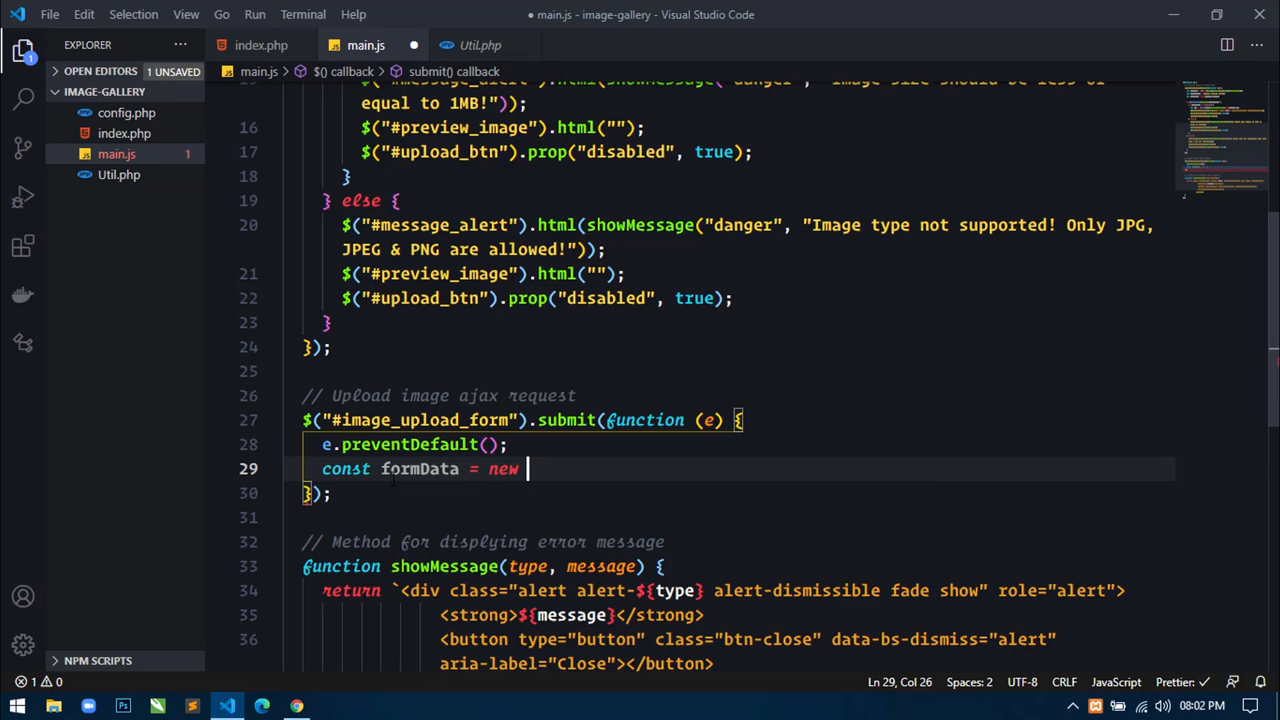 File Edit Selection View Go Run Terminal Help
● main.js - image-gallery - Visual Studio Code
EXPLORER
index.php
main.js
Util.php
OPEN EDITORS 1 UNSAVED
main.js > $() callback > submit() callback
IMAGE-GALLERY
config.php
index.php
main.js 1
Util.php
equal to 1MB!"));
16 $("#preview_image").html("");
17 $("#upload_btn").prop("disabled", true);
18 }
19 } else {
20 $("#message_alert").html(showMessage("danger", "Image type not supported! Only JPG,
JPEG & PNG are allowed!"));
21 $("#preview_image").html("");
22 $("#upload_btn").prop("disabled", true);
23 }
24 });
25
26 // Upload image ajax request
27 $("#image_upload_form").submit(function (e) {
28 e.preventDefault();
29 const formData = new
30 });
31
32 // Method for displying error message
33 function showMessage(type, message) {
34 return `<div class="alert alert-${type} alert-dismissible fade show" role="alert">
35 <strong>${message}</strong>
36 <button type="button" class="btn-close" data-bs-dismiss="alert"
aria-label="Close"></button>
NPM SCRIPTS
1 0
Ln 29, Col 26 Spaces: 2 UTF-8 CRLF JavaScript Prettier: ✓
08:02 PM